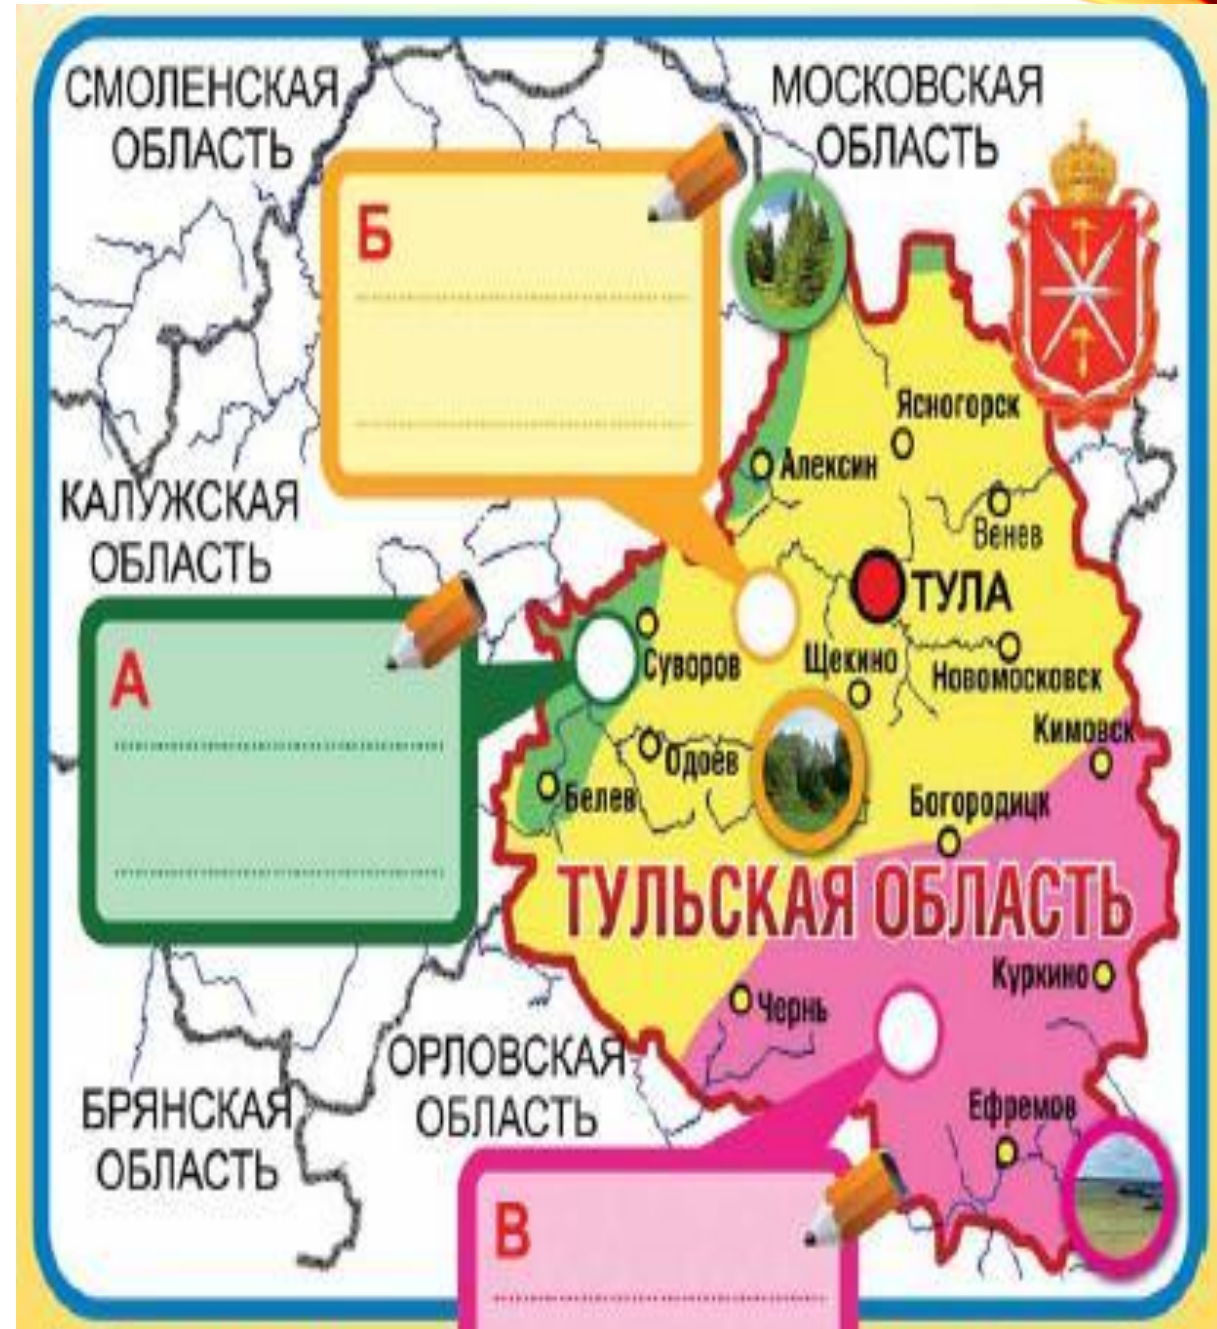 СМОЛЕНСКАЯ
ОБЛАСТЬ
МОСКОВСКАЯ
ОБЛАСТЬ
Б
Ясногорск
Алексин
КАЛУЖСКАЯ
ОБЛАСТЬ
Венев
ТУЛА
А
Суворов
Щекино
Новомосковск
Кимовск
Одоев
Белев
Богородицк
ТУЛЬСКАЯ ОБЛАСТЬ
Куркино
Чернь
ОРЛОВСКАЯ
ОБЛАСТЬ
БРЯНСКАЯ
ОБЛАСТЬ
Ефремов
В